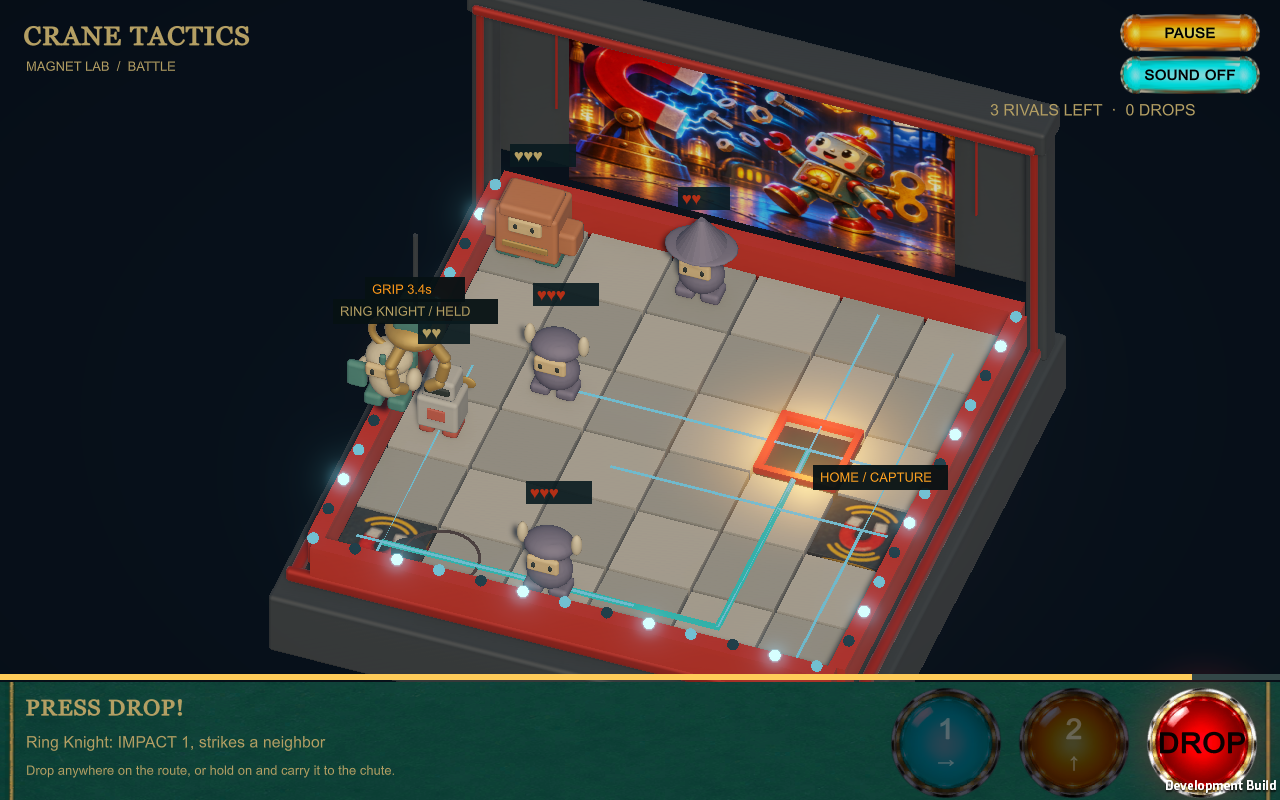 CRANE TACTICS
MAGNET LAB / BATTLE
PAUSE
SOUND OFF
3 RIVALS LEFT · 0 DROPS
♥♥♥
♥♥
♥♥♥
GRIP 3.4s
RING KNIGHT / HELD
♥♥
HOME / CAPTURE
♥♥♥
PRESS DROP!
Ring Knight: IMPACT 1, strikes a neighbor
Drop anywhere on the route, or hold on and carry it to the chute.
1
→
2
↑
DROP
Development Build